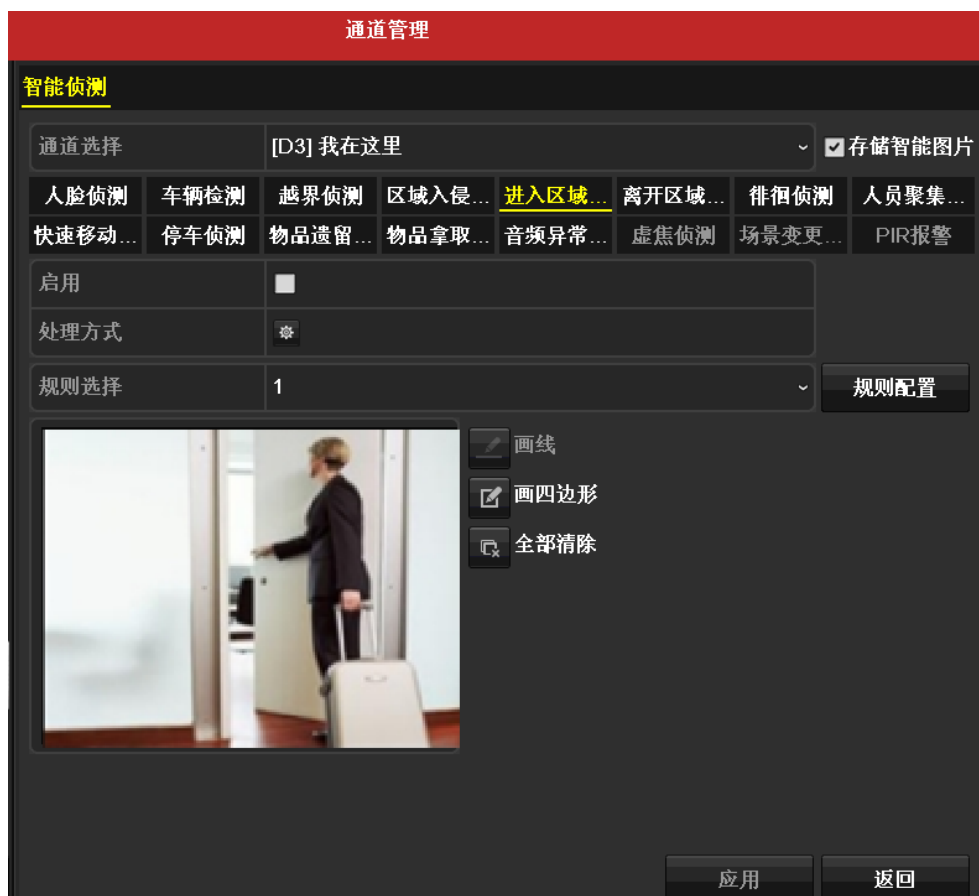 通道管理
智能侦测
通道选择 [D3] 我在这里 存储智能图片
人脸侦测 车辆检测 越界侦测 区域入侵... 进入区域... 离开区域... 徘徊侦测 人员聚集...
快速移动... 停车侦测 物品遗留... 物品拿取... 音频异常... 虚焦侦测 场景变更... PIR报警
启用
处理方式
规则选择 1 规则配置
画线
画四边形
全部清除
应用 返回